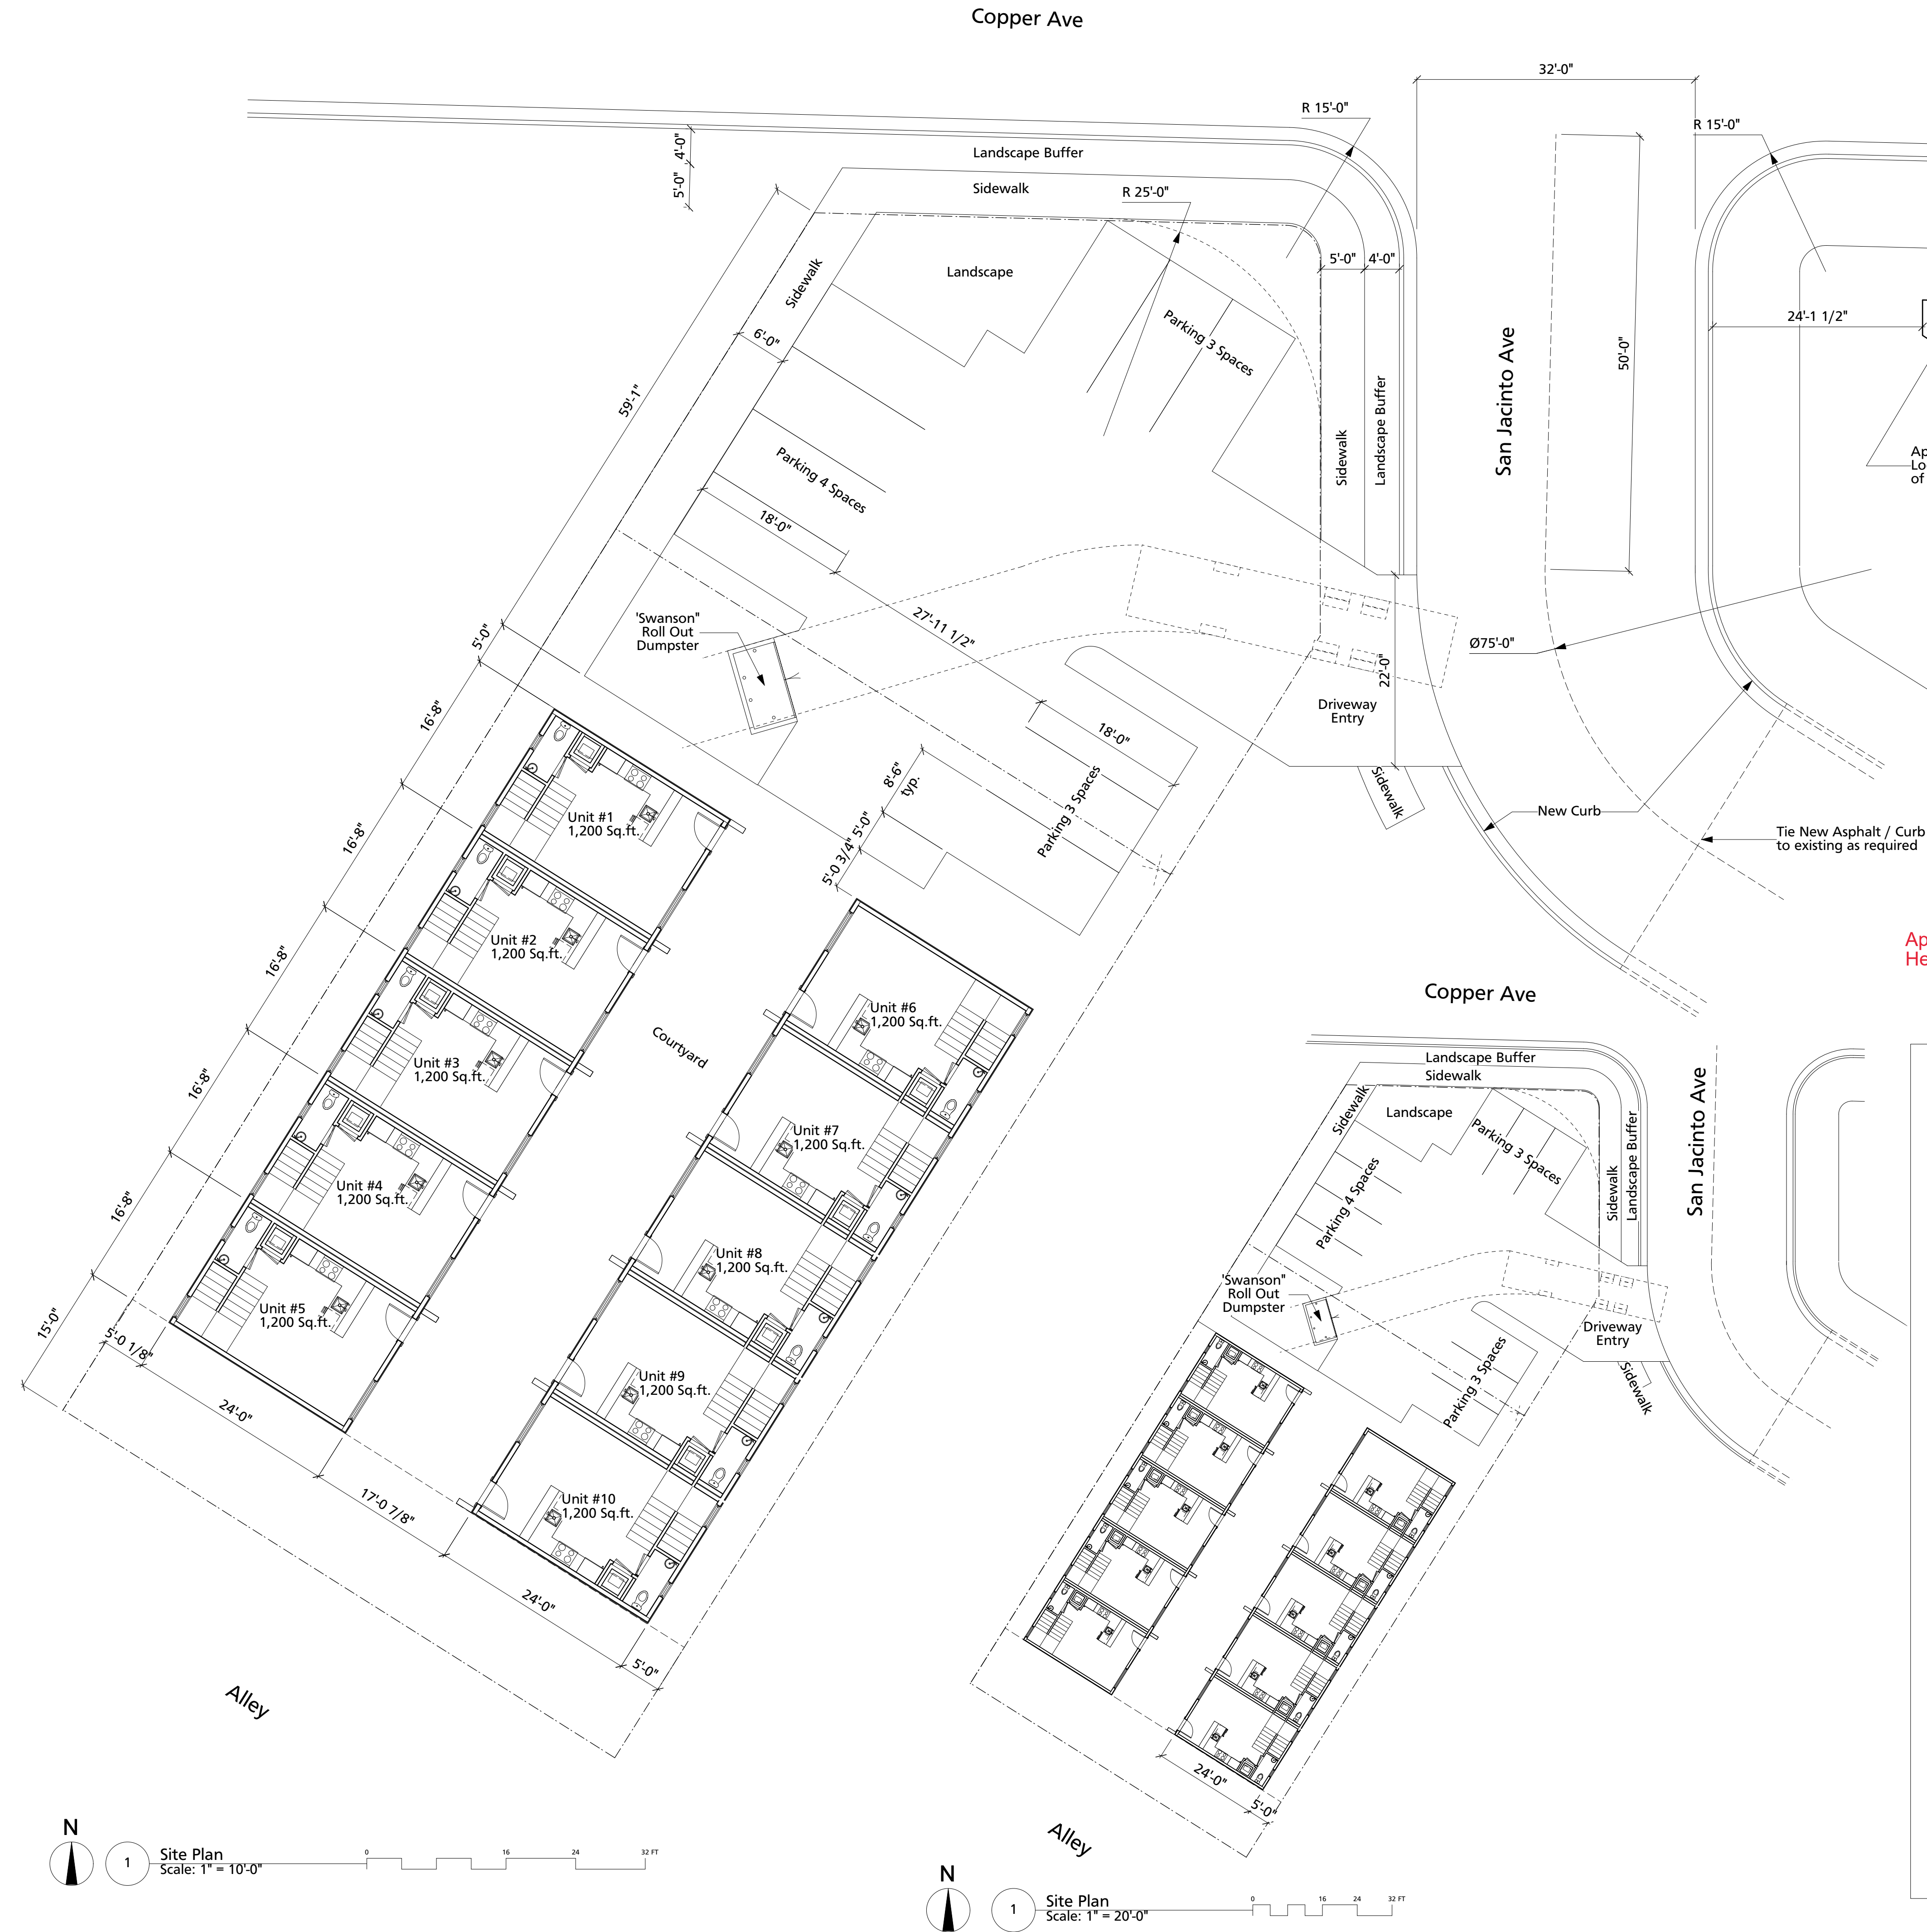 Copper Ave
32'-0"
R 15'-0"
R 15'-0"
4'-0"
5'-0"
Landscape Buffer
Sidewalk
R 25'-0"
Sidewalk
Landscape
5'-0"
4'-0"
6'-0"
Parking 3 Spaces
24'-1 1/2"
50'-0"
San Jacinto Ave
59'-1"
Sidewalk
Landscape Buffer
Parking 4 Spaces
18'-0"
Ap
Lo
of
'Swanson"
Roll Out
Dumpster
27'-11 1/2"
5'-0"
Ø75'-0"
22'-0"
Driveway
Entry
18'-0"
16'-8"
8'-6"
typ.
Parking 3 Spaces
Sidewalk
New Curb
Tie New Asphalt / Curb
to existing as required
Unit #1
1,200 Sq.ft.
5'-0"
5'-0 3/4"
16'-8"
Unit #2
1,200 Sq.ft.
Ap
He
16'-8"
Unit #3
1,200 Sq.ft.
Courtyard
Unit #6
1,200 Sq.ft.
16'-8"
Unit #4
1,200 Sq.ft.
Unit #7
1,200 Sq.ft.
16'-8"
Unit #5
1,200 Sq.ft.
Unit #8
1,200 Sq.ft.
15'-0"
5'-0 1/8"
24'-0"
Unit #9
1,200 Sq.ft.
17'-0 7/8"
Unit #10
1,200 Sq.ft.
24'-0"
5'-0"
Alley
N
1
Site Plan
Scale: 1" = 10'-0"
0
16
24
32 FT
Copper Ave
Landscape Buffer
Sidewalk
Sidewalk
Landscape
Parking 3 Spaces
San Jacinto Ave
Sidewalk
Landscape Buffer
Parking 4 Spaces
'Swanson"
Roll Out
Dumpster
Driveway
Entry
Parking 3 Spaces
Sidewalk
24'-0"
5'-0"
Alley
N
1
Site Plan
Scale: 1" = 20'-0"
0
16
24
32 FT